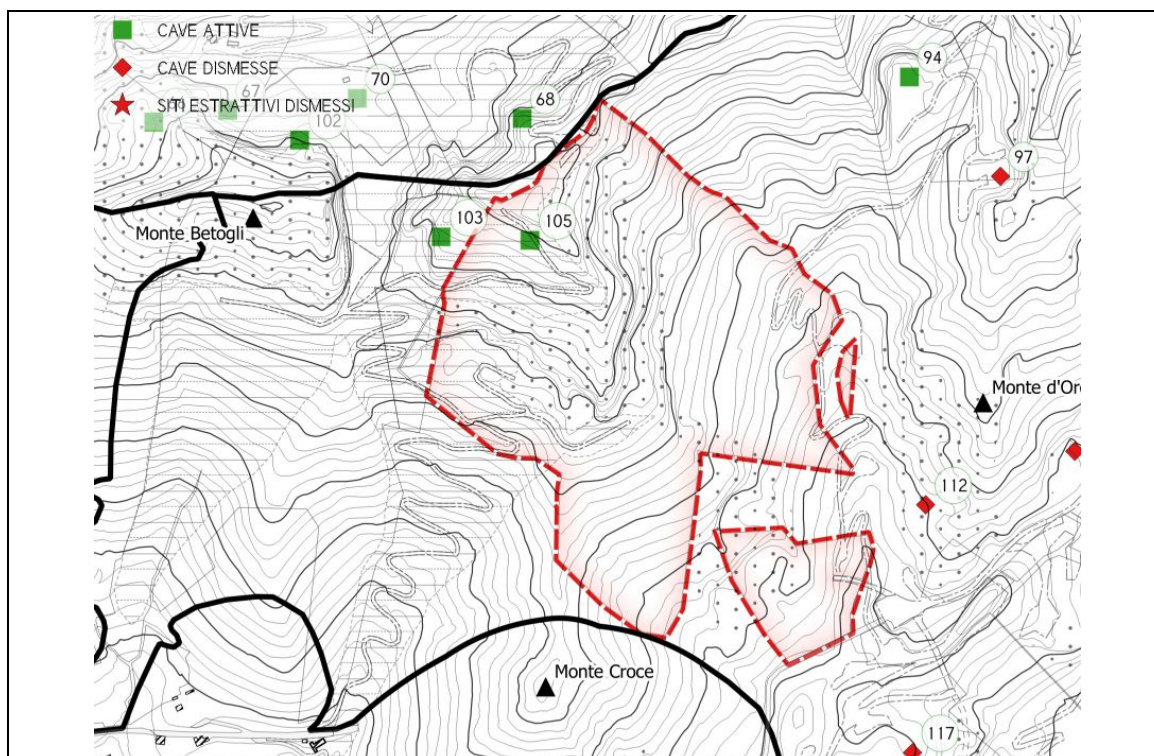 CAVE ATTIVE
CAVE DISMESSE
SITI ESTRATTIVI DISMESSI
94
70
67
68
102
97
103
105
Monte Betogli
Monte d'Oro
112
Monte Croce
117